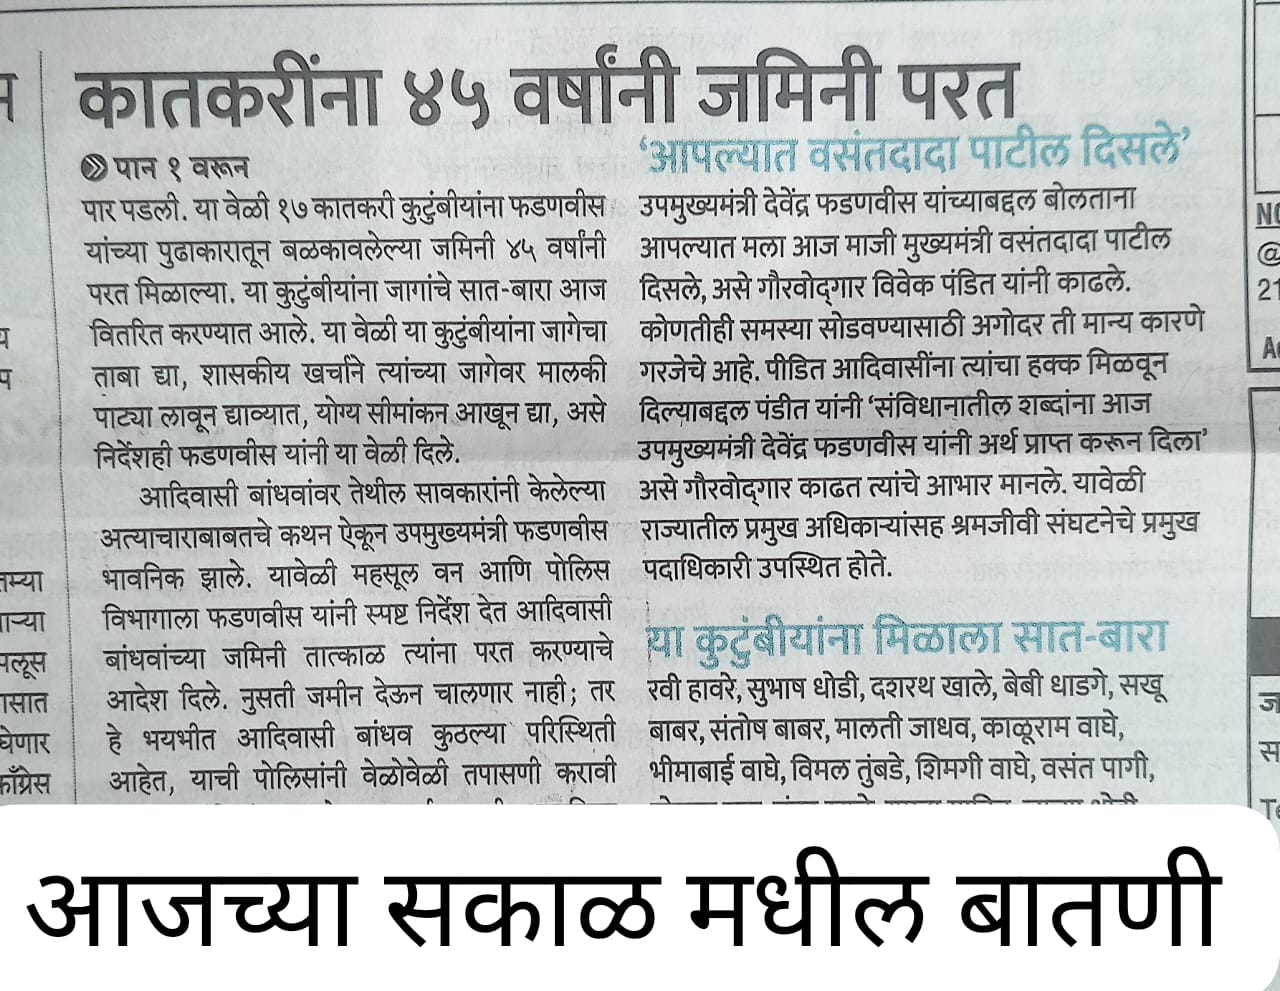 कातकरींना ४५ वर्षांनी जमिनी परत
पान १ वरून
पार पडली. या वेळी १७ कातकरी कुटुंबीयांना फडणवीस
यांच्या पुढाकारातून बळकावलेल्या जमिनी ४५ वर्षांनी
परत मिळाल्या. या कुटुंबीयांना जागांचे सात-बारा आज
वितरित करण्यात आले. या वेळी या कुटुंबीयांना जागेचा
ताबा द्या, शासकीय खर्चाने त्यांच्या जागेवर मालकी
पाट्या लावून द्याव्यात, योग्य सीमांकन आखून द्या, असे
निर्देशही फडणवीस यांनी या वेळी दिले.
आदिवासी बांधवांवर तेथील सावकारांनी केलेल्या
अत्याचाराबाबतचे कथन ऐकून उपमुख्यमंत्री फडणवीस
भावनिक झाले. यावेळी महसूल वन आणि पोलिस
विभागाला फडणवीस यांनी स्पष्ट निर्देश देत आदिवासी
बांधवांच्या जमिनी तात्काळ त्यांना परत करण्याचे
आदेश दिले. नुसती जमीन देऊन चालणार नाही; तर
हे भयभीत आदिवासी बांधव कुठल्या परिस्थिती
आहेत, याची पोलिसांनी वेळोवेळी तपासणी करावी
'आपल्यात वसंतदादा पाटील दिसले'
उपमुख्यमंत्री देवेंद्र फडणवीस यांच्याबद्दल बोलताना
आपल्यात मला आज माजी मुख्यमंत्री वसंतदादा पाटील
दिसले, असे गौरवोद्‌गार विवेक पंडित यांनी काढले.
कोणतीही समस्या सोडवण्यासाठी अगोदर ती मान्य कारणे
गरजेचे आहे. पीडित आदिवासींना त्यांचा हक्क मिळवून
दिल्याबद्दल पंडीत यांनी 'संविधानातील शब्दांना आज
उपमुख्यमंत्री देवेंद्र फडणवीस यांनी अर्थ प्राप्त करून दिला'
असे गौरवोद्‌गार काढत त्यांचे आभार मानले. यावेळी
राज्यातील प्रमुख अधिकाऱ्यांसह श्रमजीवी संघटनेचे प्रमुख
पदाधिकारी उपस्थित होते.
या कुटुंबीयांना मिळाला सात-बारा
रवी हावरे, सुभाष धोडी, दशरथ खाले, बेबी धाडगे, सखू
बाबर, संतोष बाबर, मालती जाधव, काळूराम वाघे,
भीमाबाई वाघे, विमल तुंबडे, शिमगी वाघे, वसंत पागी,
आजच्या सकाळ मधील बातणी